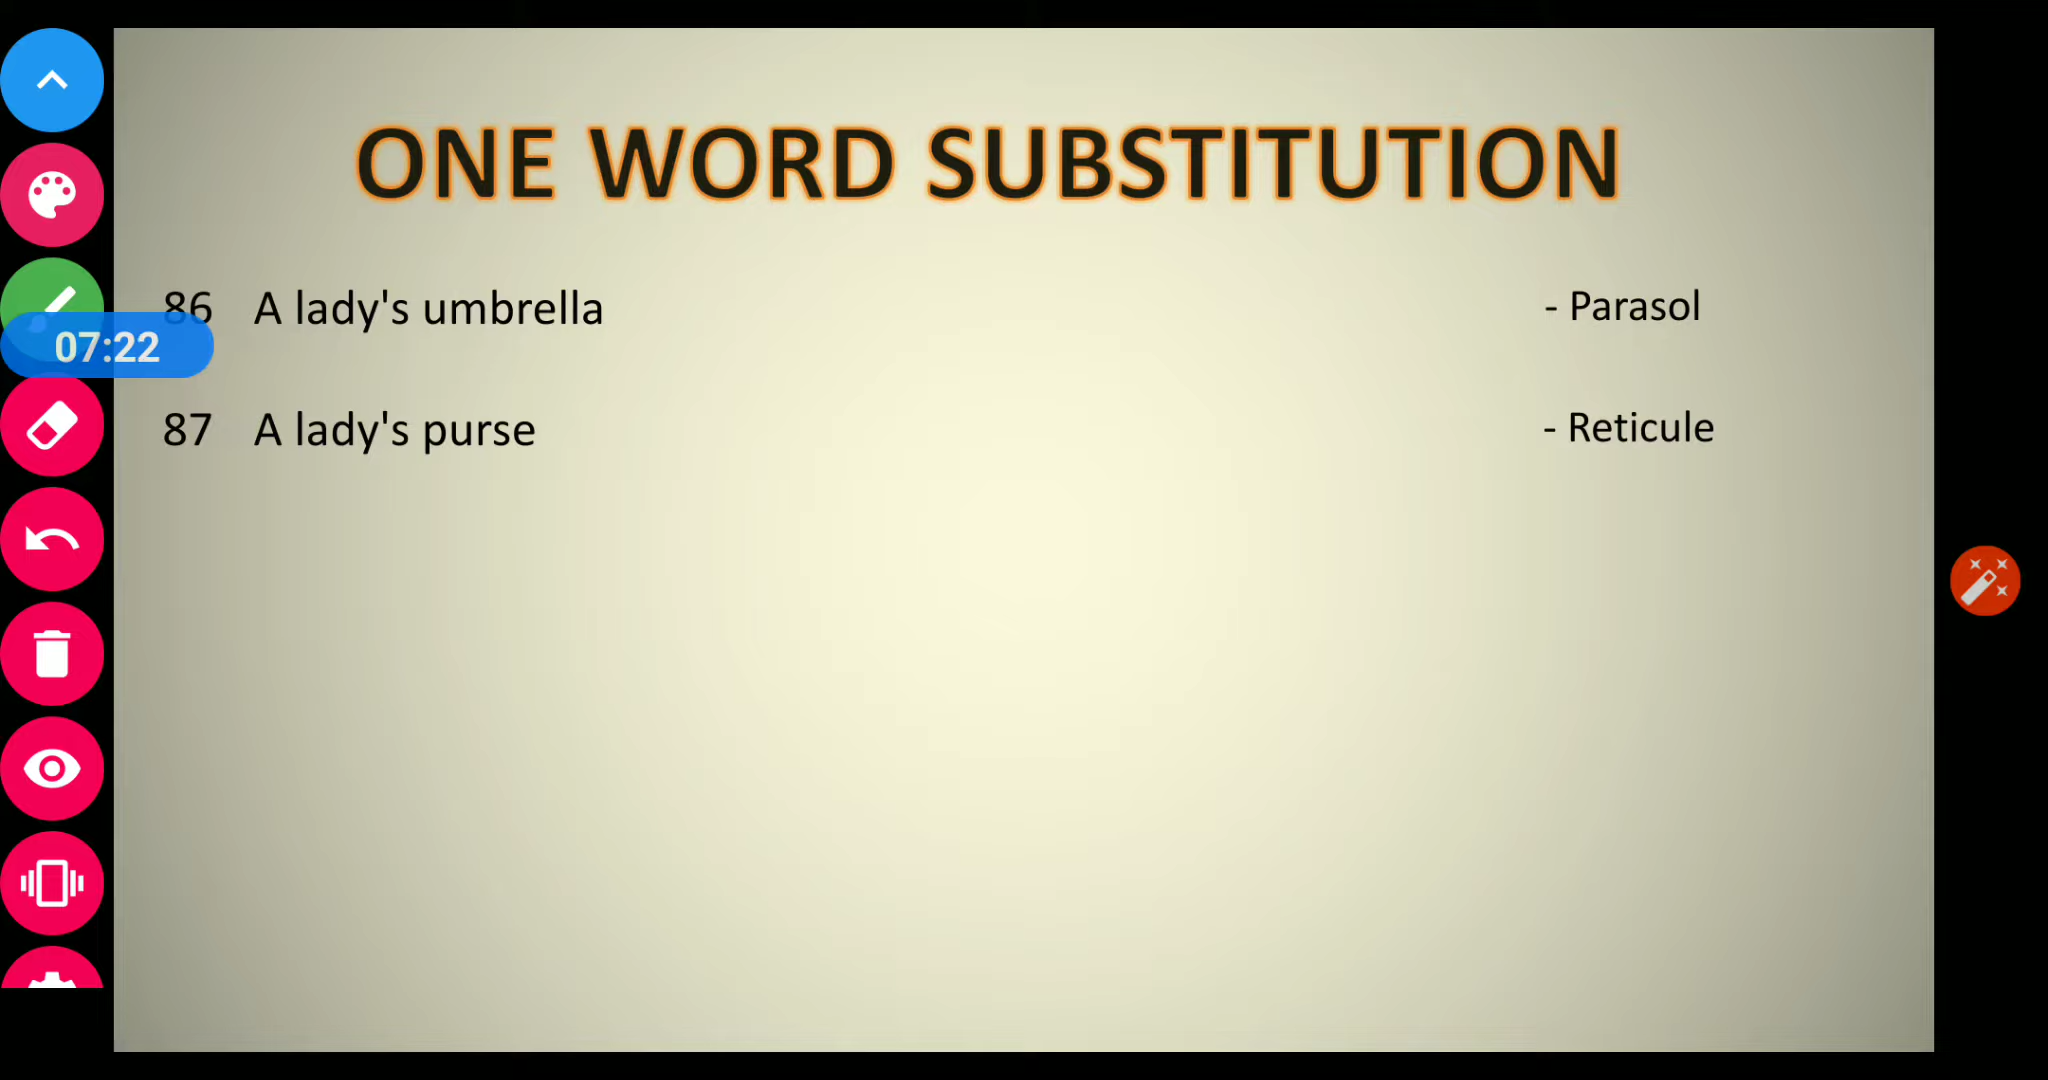 ONE WORD SUBSTITUTION
86 A lady's umbrella - Parasol
07:22
87 A lady's purse - Reticule